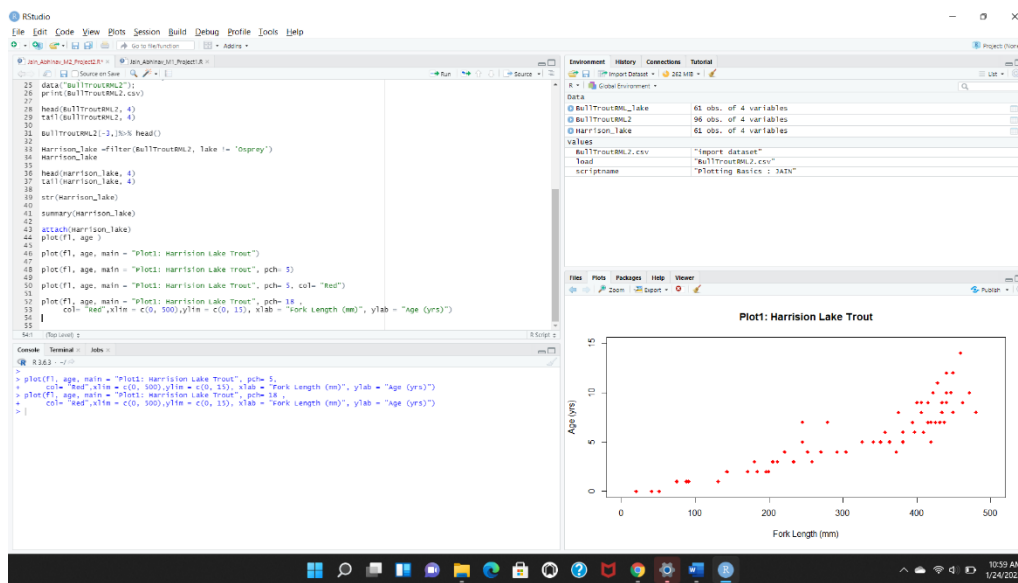 RStudio
File Edit Code View Plots Session Build Debug Profile Tools Help
Go to file/function
Addins
Project: (None
Jain_Abhinav_M2_Project2.R*
Jain_Abhinav_M1_Project1.R
Source on Save
Run
Source
25 data("BullTroutRML2");
26 print(BullTroutRML2.csv)
27
28 head(BullTroutRML2, 4)
29 tail(BullTroutRML2, 4)
30
31 BullTroutRML2[-3,]%>% head()
32
33 Harrison_lake =filter(BullTroutRML2, lake != 'Osprey')
34 Harrison_lake
35
36 head(Harrison_lake, 4)
37 tail(Harrison_lake, 4)
38
39 str(Harrison_lake)
40
41 summary(Harrison_lake)
42
43 attach(Harrison_lake)
44 plot(fl, age )
45
46 plot(fl, age, main = "Plot1: Harrision Lake Trout")
47
48 plot(fl, age, main = "Plot1: Harrision Lake Trout", pch= 5)
49
50 plot(fl, age, main = "Plot1: Harrision Lake Trout", pch= 5, col= "Red")
51
52 plot(fl, age, main = "Plot1: Harrision Lake Trout", pch= 18 ,
53 col= "Red",xlim = c(0, 500),ylim = c(0, 15), xlab = "Fork Length (mm)", ylab = "Age (yrs)")
54
55
54:1 (Top Level) R Script
Console Terminal Jobs
R 3.6.3 · ~/
>
> plot(fl, age, main = "Plot1: Harrision Lake Trout", pch= 5,
+ col= "Red",xlim = c(0, 500),ylim = c(0, 15), xlab = "Fork Length (mm)", ylab = "Age (yrs)")
> plot(fl, age, main = "Plot1: Harrision Lake Trout", pch= 18 ,
+ col= "Red",xlim = c(0, 500),ylim = c(0, 15), xlab = "Fork Length (mm)", ylab = "Age (yrs)")
>
Environment History Connections Tutorial
Import Dataset 262 MiB List
R Global Environment
Data
BullTroutRML_lake 61 obs. of 4 variables
BullTroutRML2 96 obs. of 4 variables
Harrison_lake 61 obs. of 4 variables
values
BullTroutRML2.csv "import dataset"
load "BullTroutRML2.csv"
scriptname "Plotting Basics : JAIN"
Files Plots Packages Help Viewer
Zoom Export Publish
Plot1: Harrision Lake Trout
Age (yrs)
15
10
5
0
0 100 200 300 400 500
Fork Length (mm)
10:59 AM
1/24/202